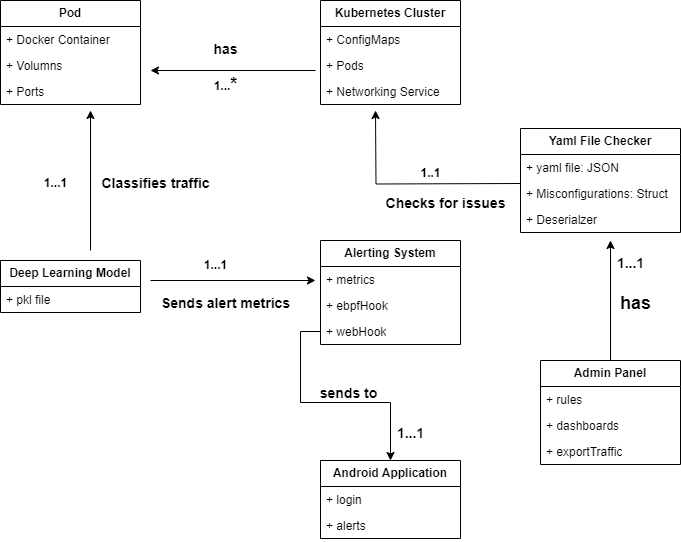 Pod
+ Docker Container
+ Volumns
+ Ports
has
1...*
Kubernetes Cluster
+ ConfigMaps
+ Pods
+ Networking Service
1...1
Classifies traffic
1..1
Checks for issues
Yaml File Checker
+ yaml file: JSON
+ Misconfigurations: Struct
+ Deserialzer
Deep Learning Model
+ pkl file
1...1
Sends alert metrics
Alerting System
+ metrics
+ ebpfHook
+ webHook
1...1
has
sends to
1...1
Admin Panel
+ rules
+ dashboards
+ exportTraffic
Android Application
+ login
+ alerts